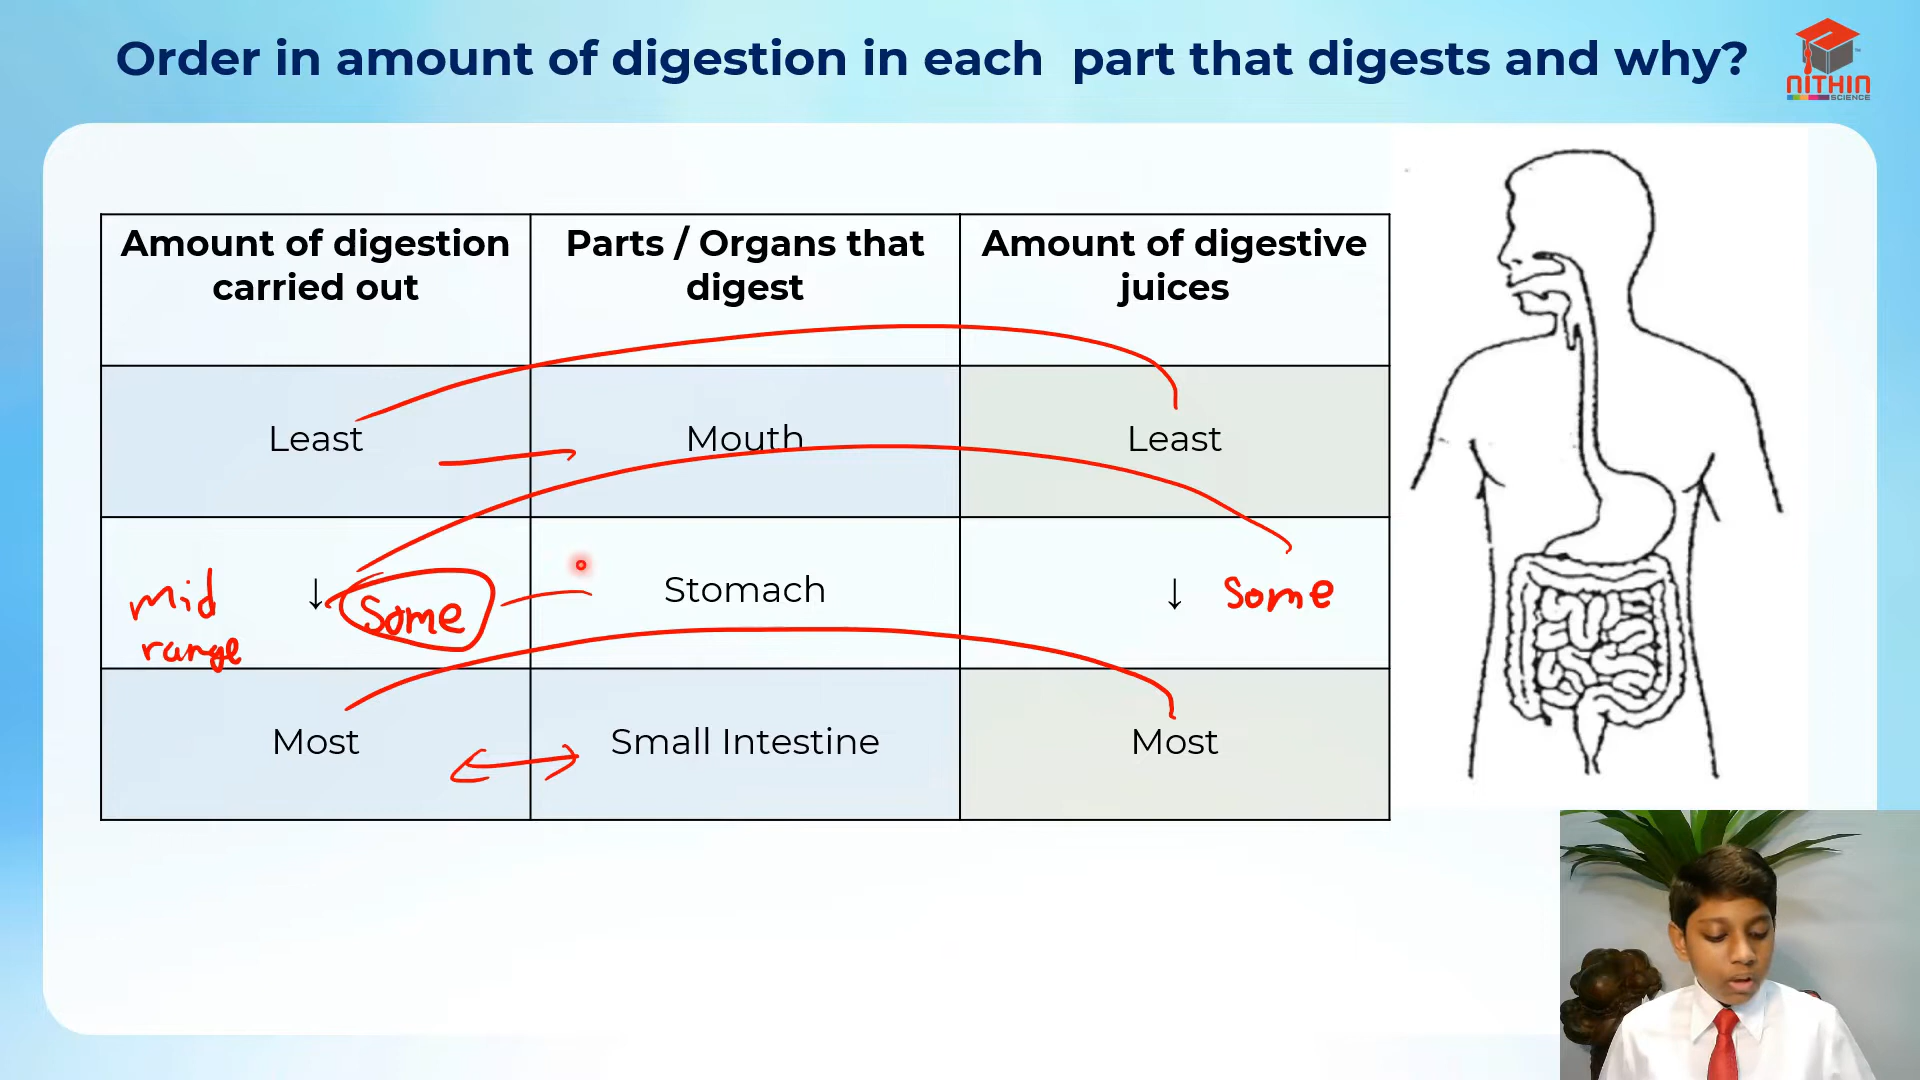 Order in amount of digestion in each part that digests and why?
NITHIN
SCIENCE
Amount of digestion
carried out
Parts / Organs that
digest
Amount of digestive
juices
Least
Mouth
Least
mid
range
↓
Some
Stomach
↓
Some
Most
Small Intestine
Most